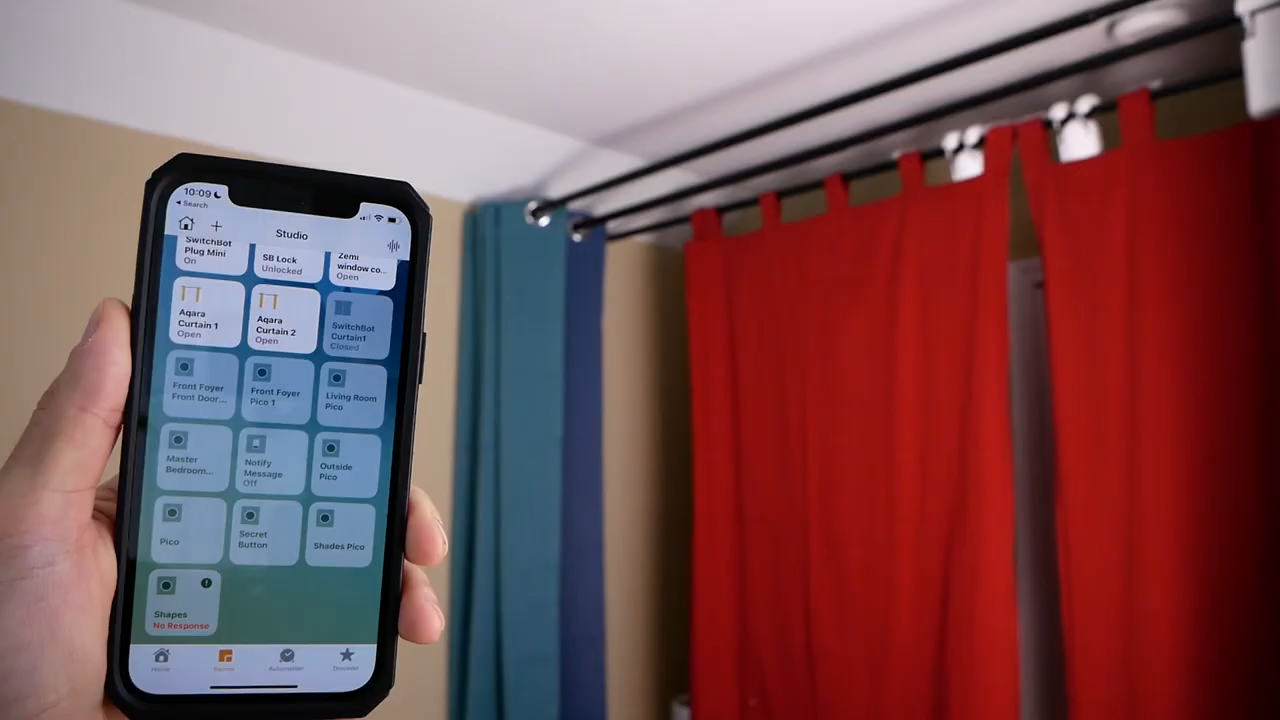 10:09
Search
Studio
SwitchBot
Plug Mini
On
SB Lock
Unlocked
Zemi
window co...
Open
Aqara
Curtain 1
Open
Aqara
Curtain 2
Open
SwitchBot
Curtain1
Closed
Front Foyer
Front Door...
Front Foyer
Pico 1
Living Room
Pico
Master
Bedroom...
Notify
Message
Off
Outside
Pico
Pico
Secret
Button
Shades Pico
Shapes
No Response
Home
Rooms
Automation
Discover